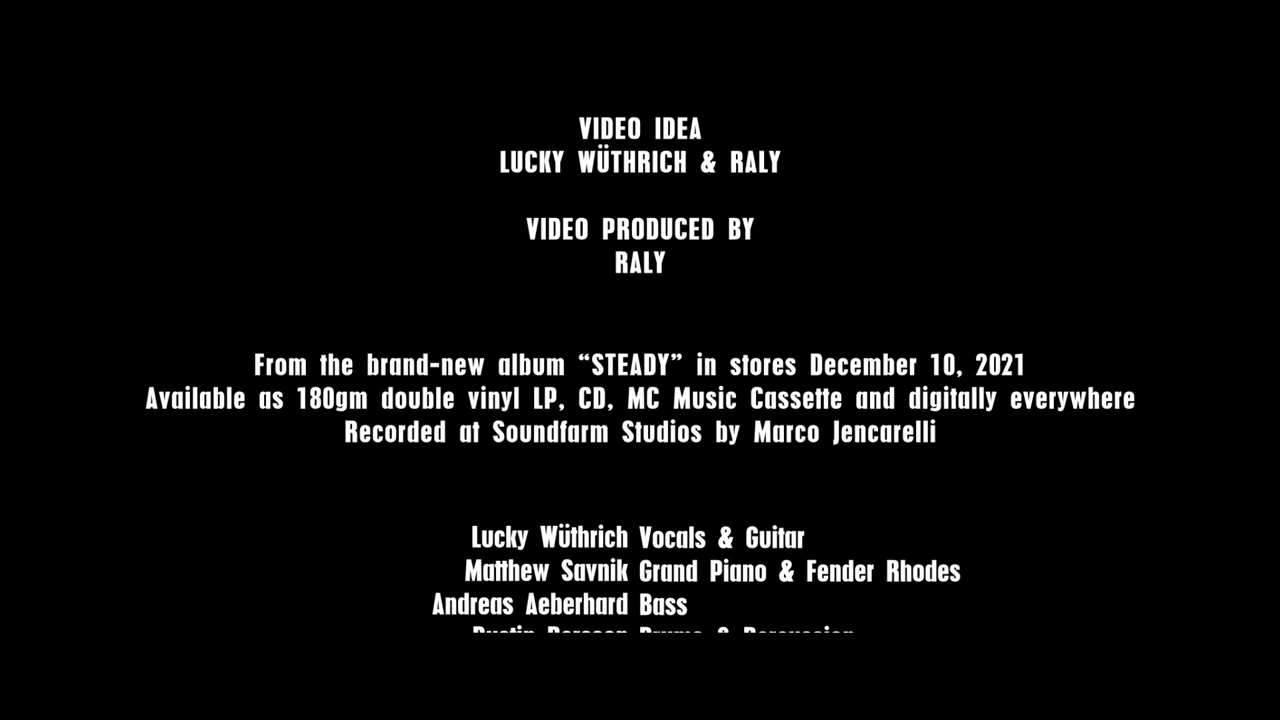 VIDEO IDEA
LUCKY WÜTHRICH & RALY
VIDEO PRODUCED BY
RALY
From the brand-new album “STEADY” in stores December 10, 2021
Available as 180gm double vinyl LP, CD, MC Music Cassette and digitally everywhere
Recorded at Soundfarm Studios by Marco Jencarelli
Lucky Wüthrich Vocals & Guitar
Matthew Savnik Grand Piano & Fender Rhodes
Andreas Aeberhard Bass